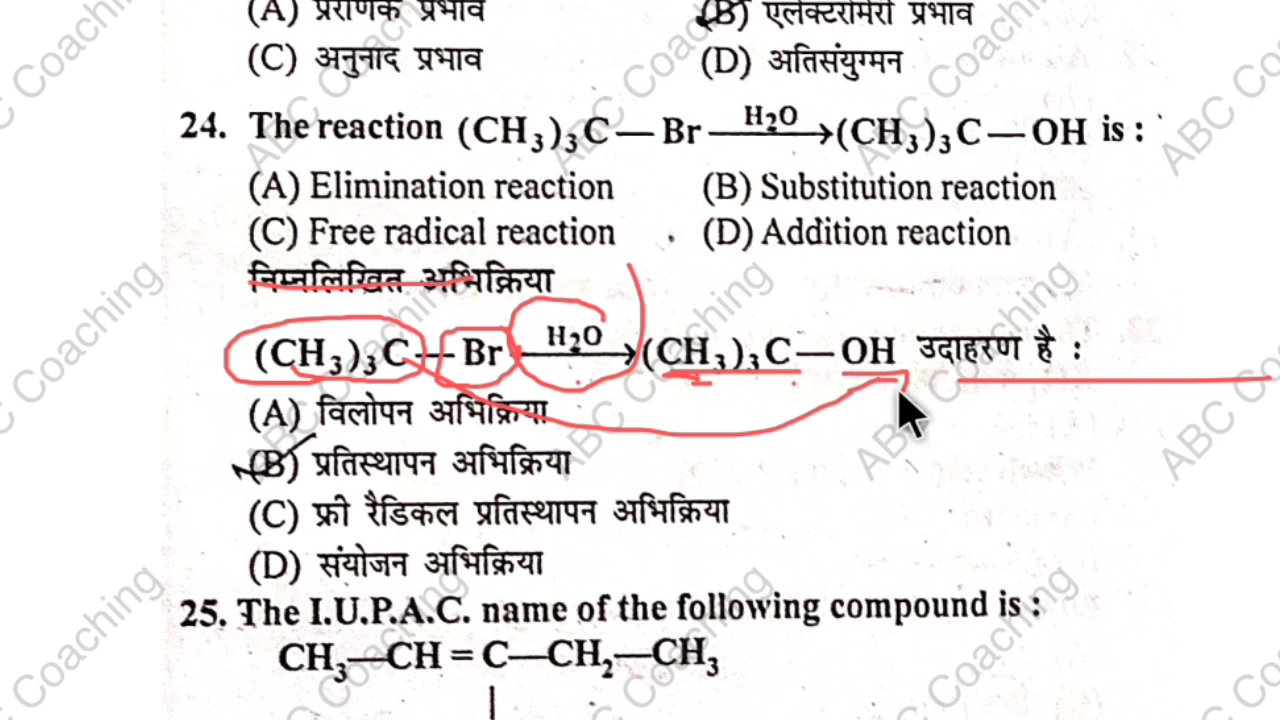 (A) प्रेरणिक प्रभाव (B) एलेक्टरोमेरी प्रभाव
(C) अनुनाद प्रभाव (D) अतिसंयुग्मन
24. The reaction (CH₃)₃C — Br —H₂O→ (CH₃)₃C — OH is :
(A) Elimination reaction (B) Substitution reaction
(C) Free radical reaction (D) Addition reaction
निम्नलिखित अभिक्रिया
(CH₃)₃C — Br —H₂O→ (CH₃)₃C — OH उदाहरण है :
(A) विलोपन अभिक्रिया
(B) प्रतिस्थापन अभिक्रिया
(C) फ्री रैडिकल प्रतिस्थापन अभिक्रिया
(D) संयोजन अभिक्रिया
25. The I.U.P.A.C. name of the following compound is :
CH₃—CH = C—CH₂—CH₃
ABC Coaching